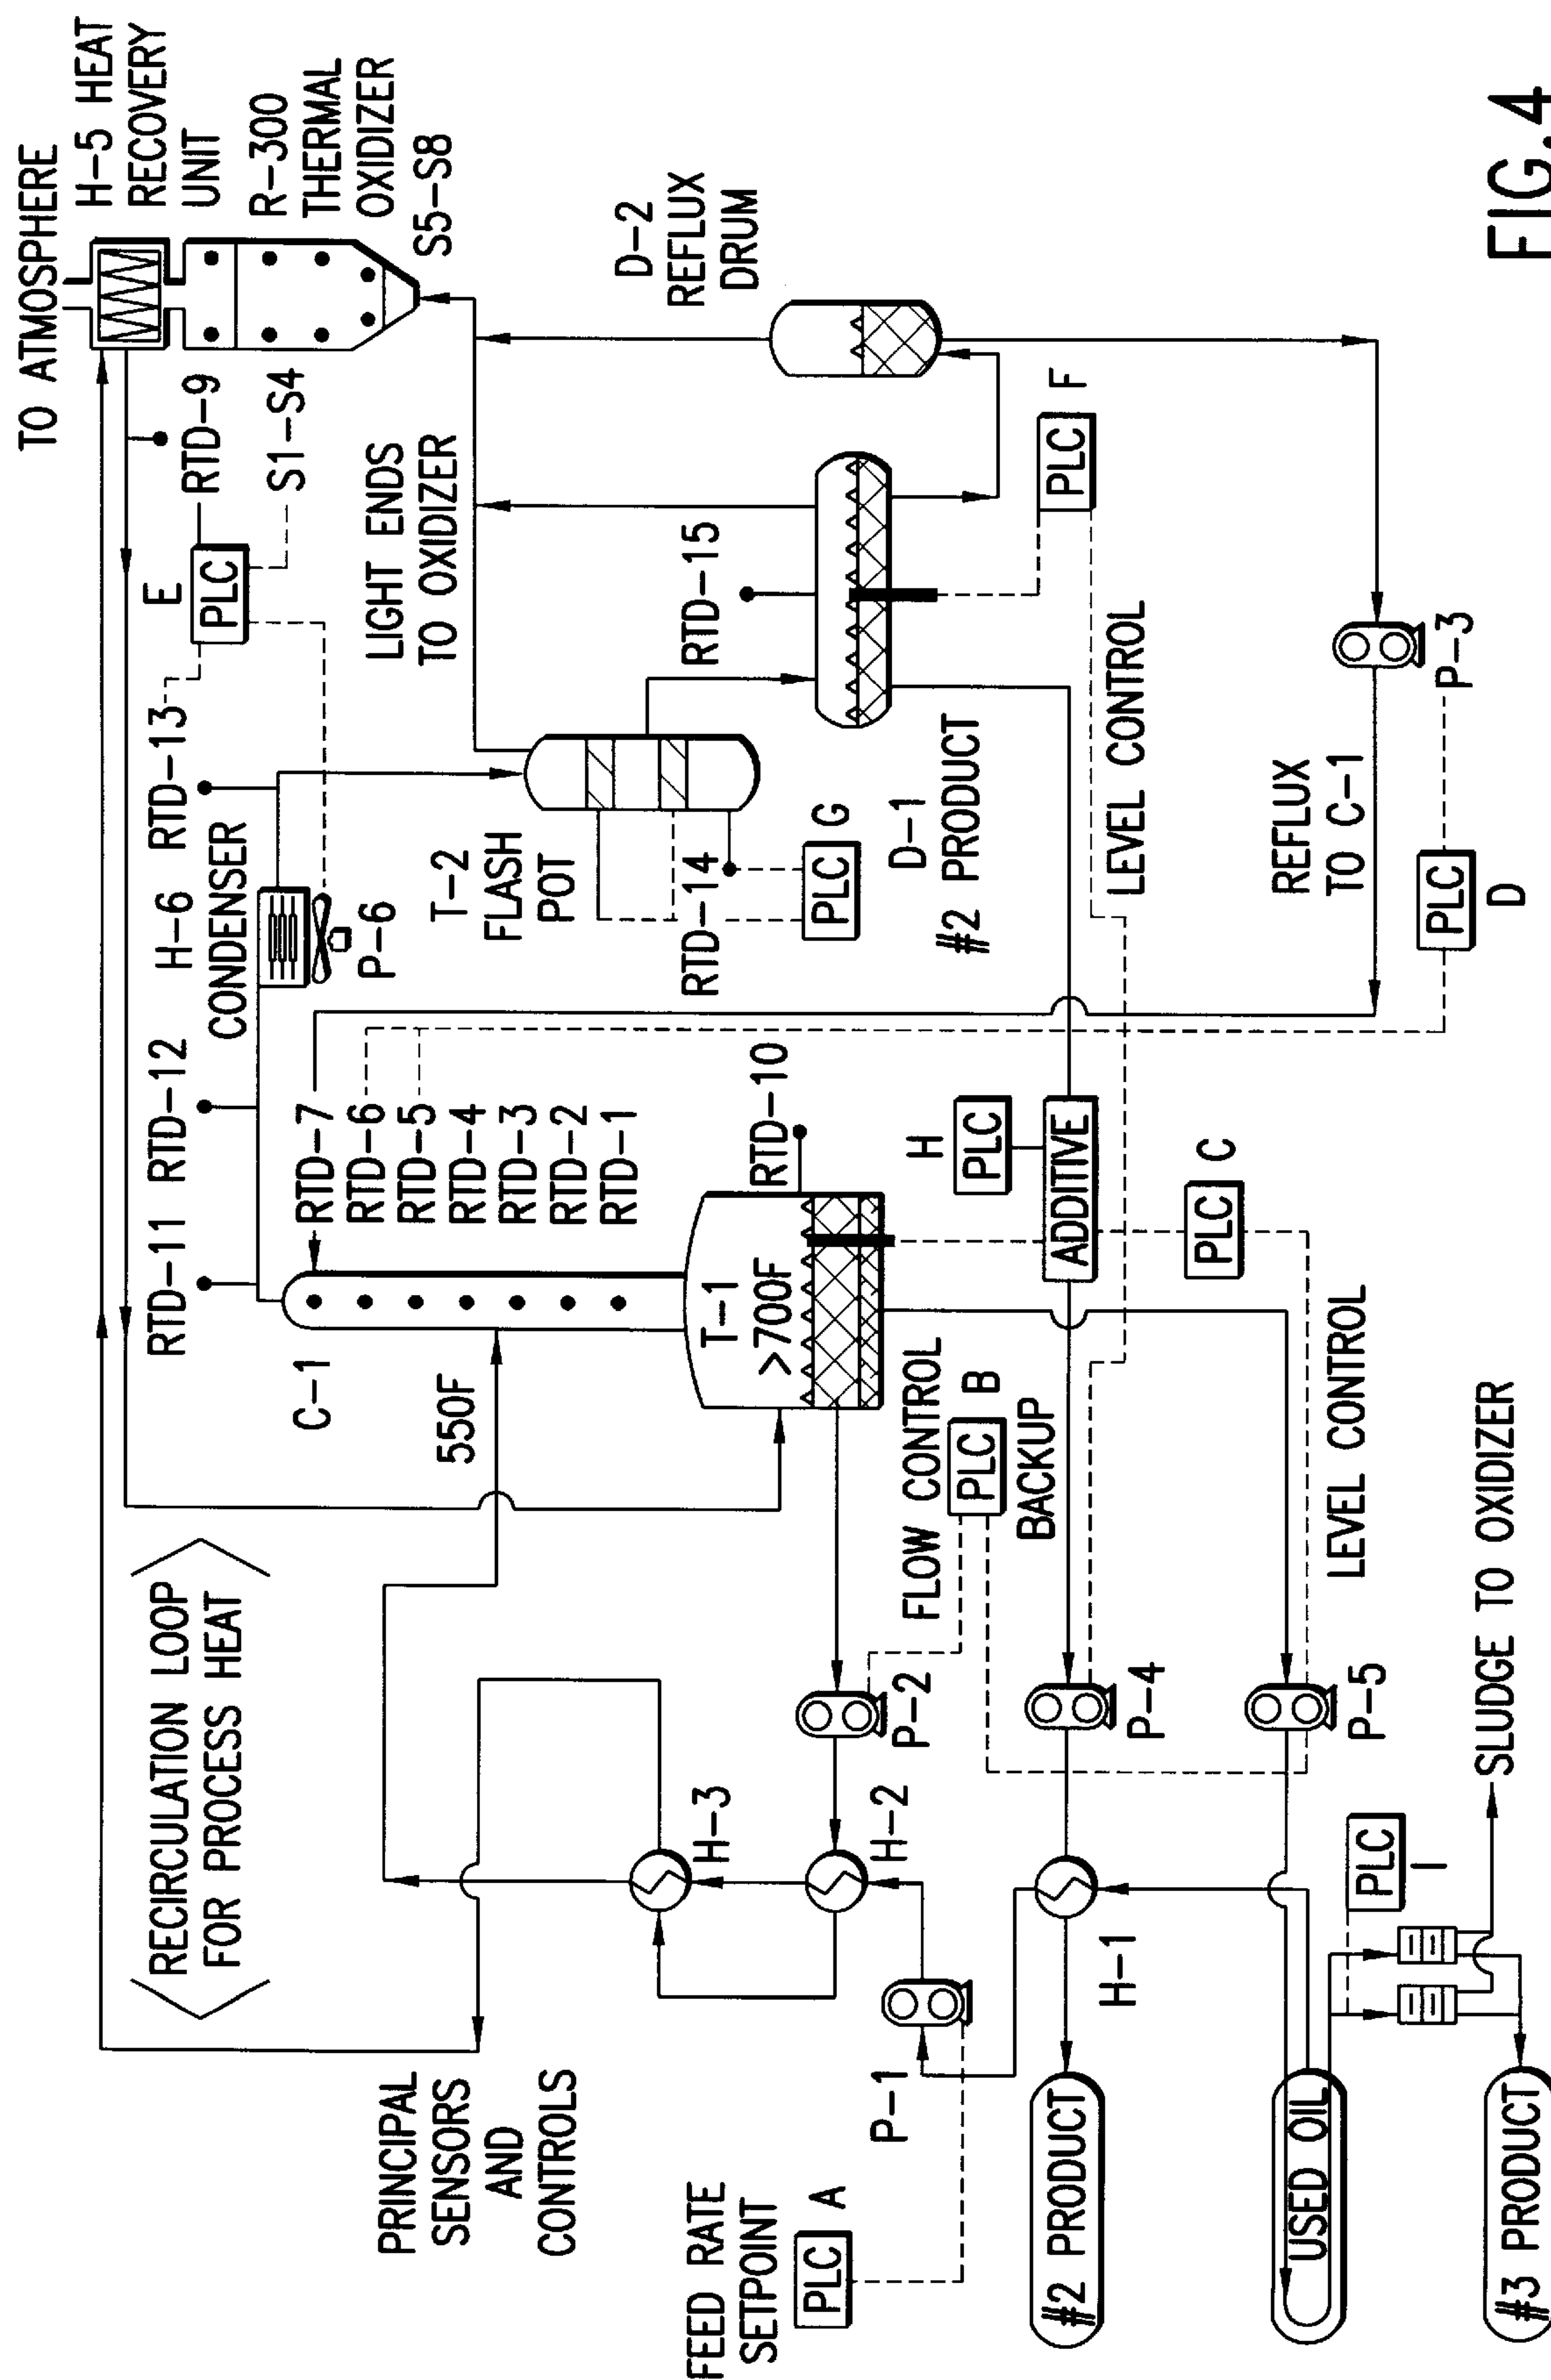 TO ATMOSPHERE
H-5 HEAT
RECOVERY
UNIT
R-300
THERMAL
OXIDIZER
S5-S8
RTD-9
S1-S4
E
PLC
RTD-13
H-6
CONDENSER
P-6
RTD-11
RTD-12
<RECIRCULATION LOOP
FOR PROCESS HEAT>
LIGHT ENDS
TO OXIDIZER
D-2
REFLUX
DRUM
RTD-15
T-2
FLASH
POT
RTD-14
PLC
G
D-1
#2 PRODUCT
PLC
F
LEVEL CONTROL
C-1
RTD-7
RTD-6
RTD-5
RTD-4
RTD-3
RTD-2
RTD-1
550F
T-1
>700F
RTD-10
PRINCIPAL
SENSORS
AND
CONTROLS
H-3
H-2
P-2
FLOW CONTROL
PLC
B
BACKUP
H
PLC
ADDITIVE
PLC
C
REFLUX
TO C-1
P-3
PLC
D
FEED RATE
SETPOINT
PLC
A
P-1
H-1
P-4
#2 PRODUCT
USED OIL
P-5
LEVEL CONTROL
PLC
I
SLUDGE TO OXIDIZER
#3 PRODUCT
FIG.4